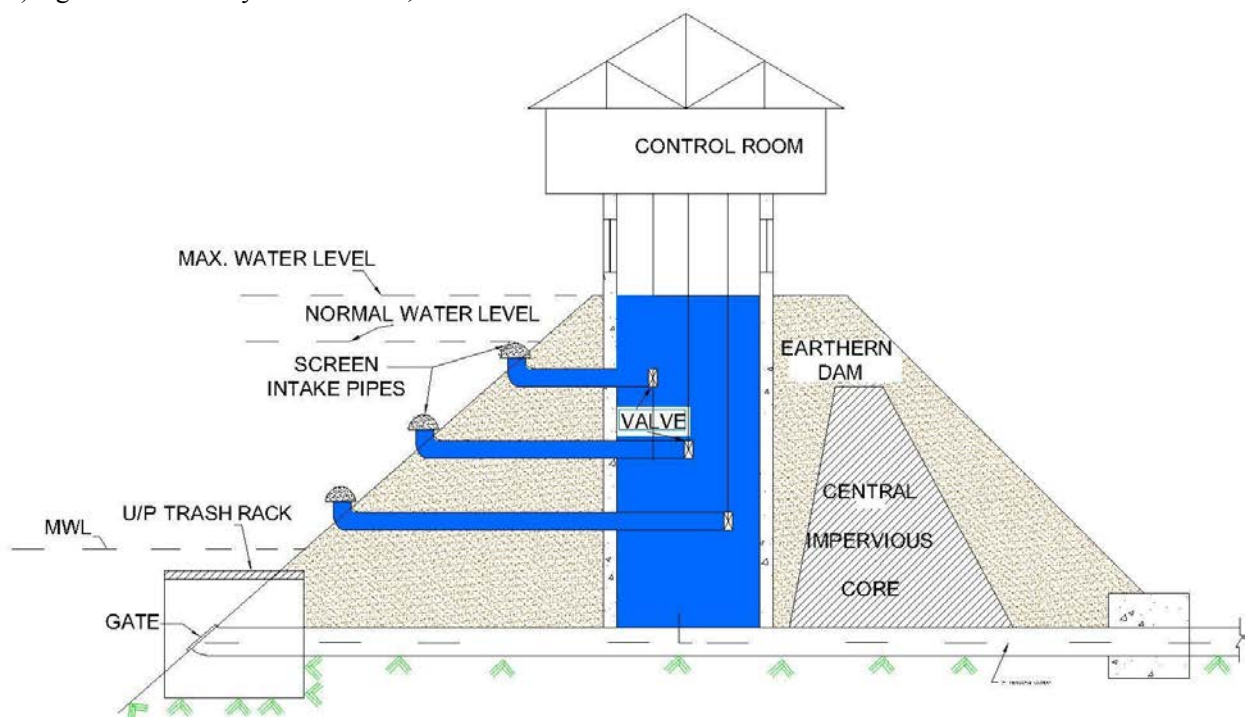 CONTROL ROOM
MAX. WATER LEVEL
NORMAL WATER LEVEL
SCREEN
INTAKE PIPES
EARTHERN
DAM
VALVE
CENTRAL
IMPERVIOUS
CORE
U/P TRASH RACK
MWL
GATE